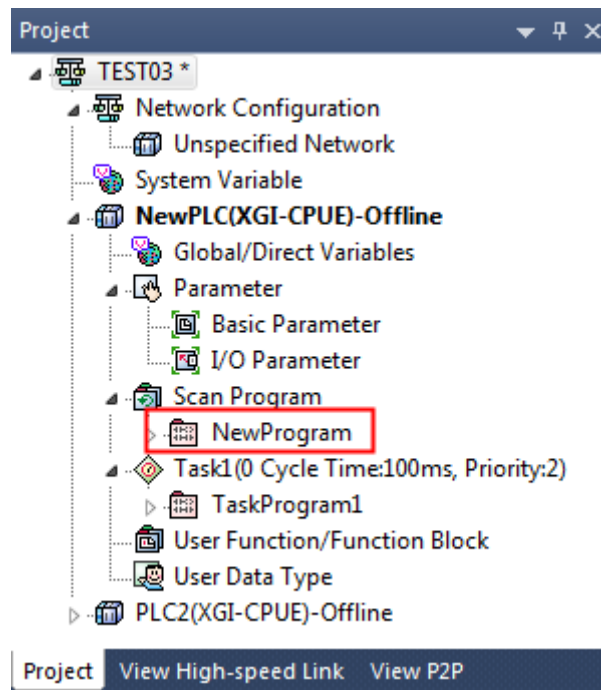 Project
TEST03 *
Network Configuration
Unspecified Network
System Variable
NewPLC(XGI-CPUE)-Offline
Global/Direct Variables
Parameter
Basic Parameter
I/O Parameter
Scan Program
NewProgram
Task1(0 Cycle Time:100ms, Priority:2)
TaskProgram1
User Function/Function Block
User Data Type
PLC2(XGI-CPUE)-Offline
Project View High-speed Link View P2P